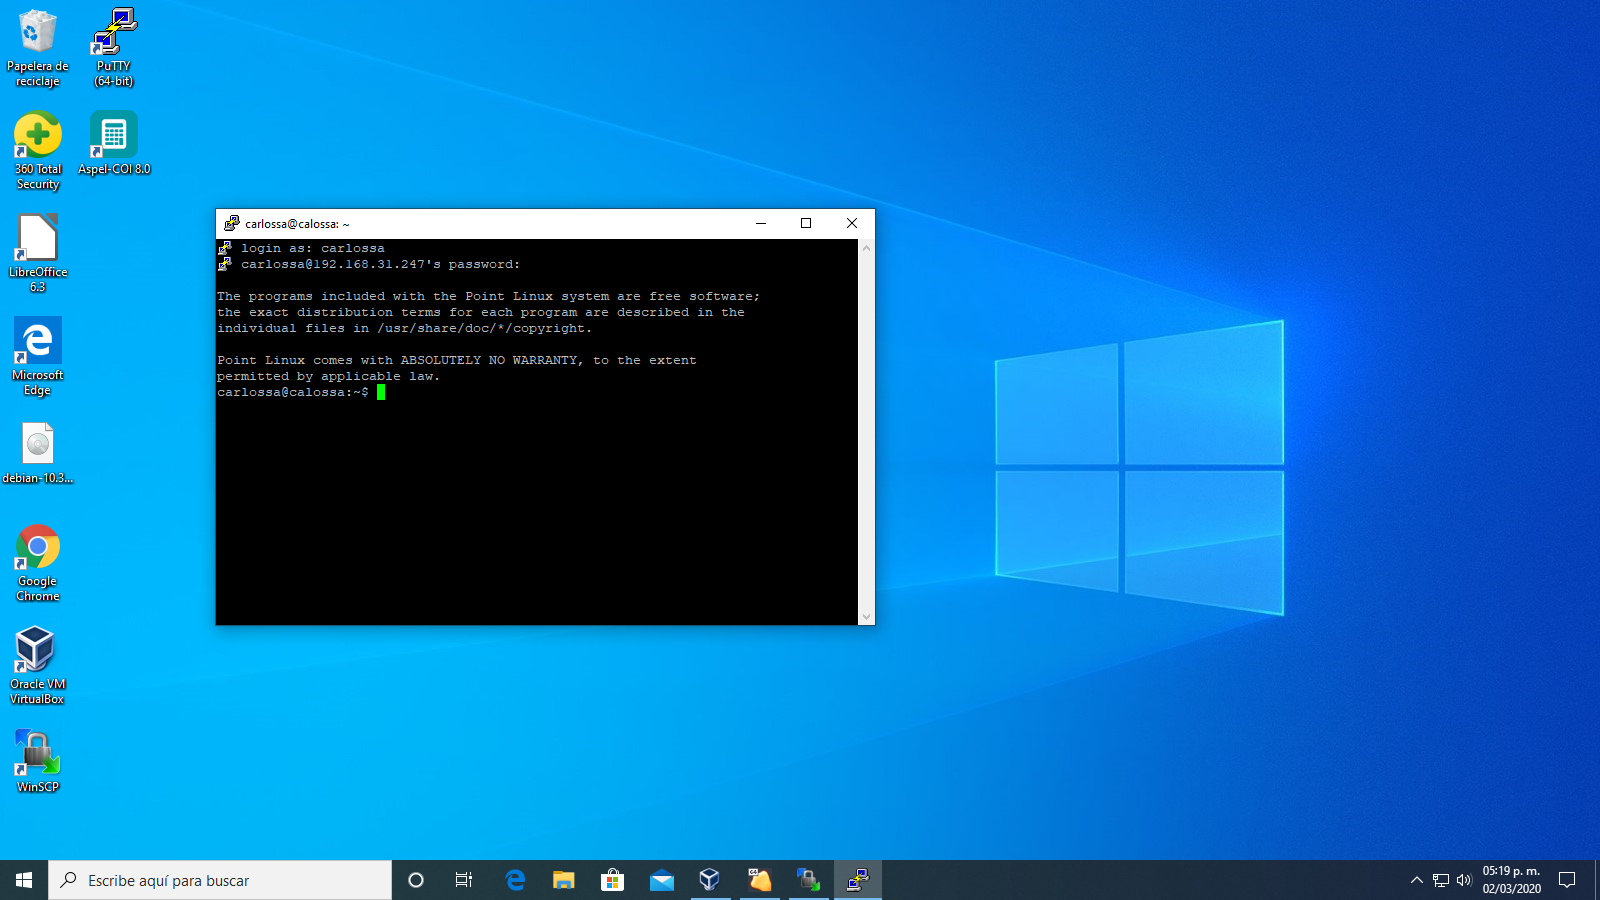 Papelera de
reciclaje
PuTTY
(64-bit)
360 Total
Security
Aspel-COI 8.0
LibreOffice
6.3
Microsoft
Edge
debian-10.3...
Google
Chrome
Oracle VM
VirtualBox
WinSCP
carlossa@calossa: ~
login as: carlossa
carlossa@192.168.31.247's password:
The programs included with the Point Linux system are free software;
the exact distribution terms for each program are described in the
individual files in /usr/share/doc/*/copyright.
Point Linux comes with ABSOLUTELY NO WARRANTY, to the extent
permitted by applicable law.
carlossa@calossa:~$
Escribe aquí para buscar
64
05:19 p. m.
02/03/2020